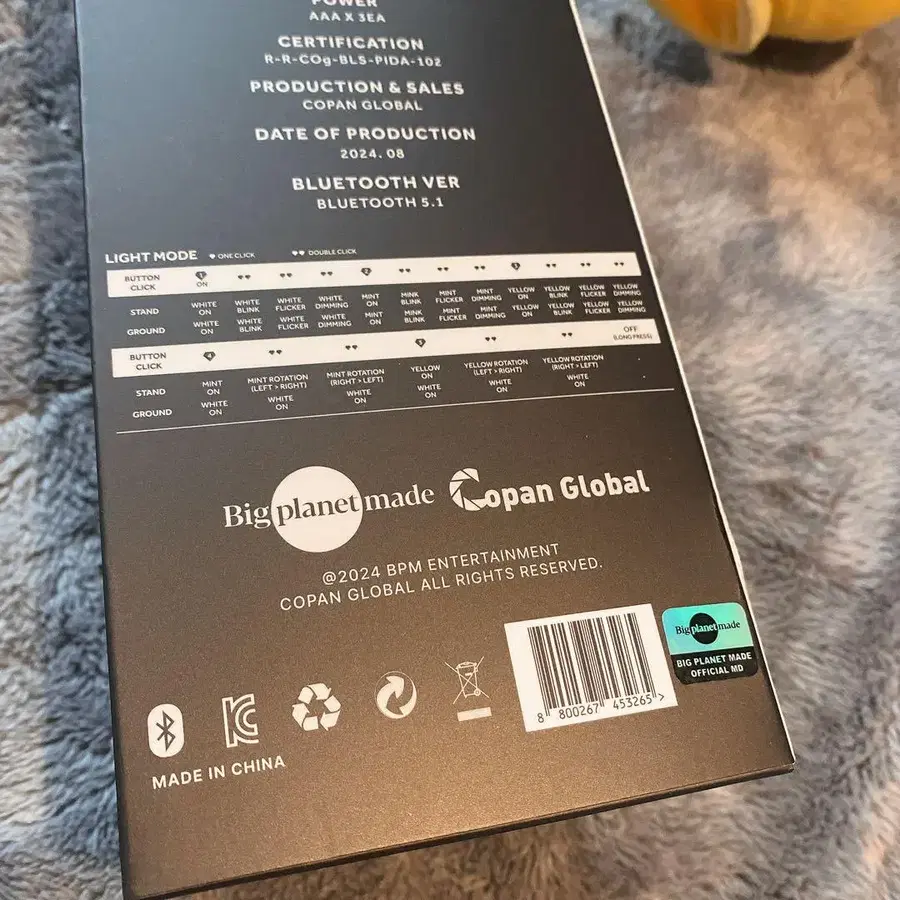 POWER
AAA X 3EA
CERTIFICATION
R-R-COg-BLS-PIDA-102
PRODUCTION & SALES
COPAN GLOBAL
DATE OF PRODUCTION
2024. 08
BLUETOOTH VER
BLUETOOTH 5.1
LIGHT MODE ♥ ONE CLICK ♥♥ DOUBLE CLICK
BUTTON CLICK 1 ON ♥♥ ♥♥ ♥♥ 2 ♥♥ ♥♥ ♥♥ 3 ♥♥ ♥♥ ♥♥
STAND WHITE ON WHITE BLINK WHITE FLICKER WHITE DIMMING MINT ON MINK BLINK MINT FLICKER MINT DIMMING YELLOW ON YELLOW BLINK YELLOW FLICKER YELLOW DIMMING
GROUND WHITE ON WHITE BLINK WHITE FLICKER WHITE DIMMING MINT ON MINK BLINK MINT FLICKER MINT DIMMING YELLOW ON YELLOW BLINK YELLOW FLICKER YELLOW DIMMING
BUTTON CLICK 4 ♥♥ ♥♥ 5 ♥♥ ♥♥ OFF (LONG PRESS)
STAND MINT ON MINT ROTATION (LEFT > RIGHT) MINT ROTATION (RIGHT > LEFT) YELLOW ON YELLOW ROTATION (LEFT > RIGHT) YELLOW ROTATION (RIGHT > LEFT)
GROUND WHITE ON WHITE ON WHITE ON WHITE ON WHITE ON WHITE ON
Big planet made Copan Global
@2024 BPM ENTERTAINMENT
COPAN GLOBAL ALL RIGHTS RESERVED.
Big planet made
BIG PLANET MADE
OFFICIAL MD
8 800267 453265 >
MADE IN CHINA